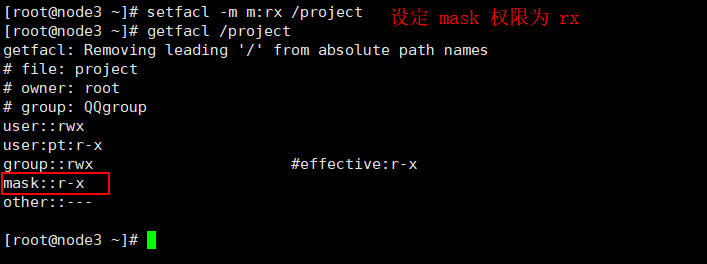 [root@node3 ~]# setfacl -m m:rx /project 设定 mask 权限为 rx
[root@node3 ~]# getfacl /project
getfacl: Removing leading '/' from absolute path names
# file: project
# owner: root
# group: QQgroup
user::rwx
user:pt:r-x
group::rwx #effective:r-x
mask::r-x
other::---
[root@node3 ~]#